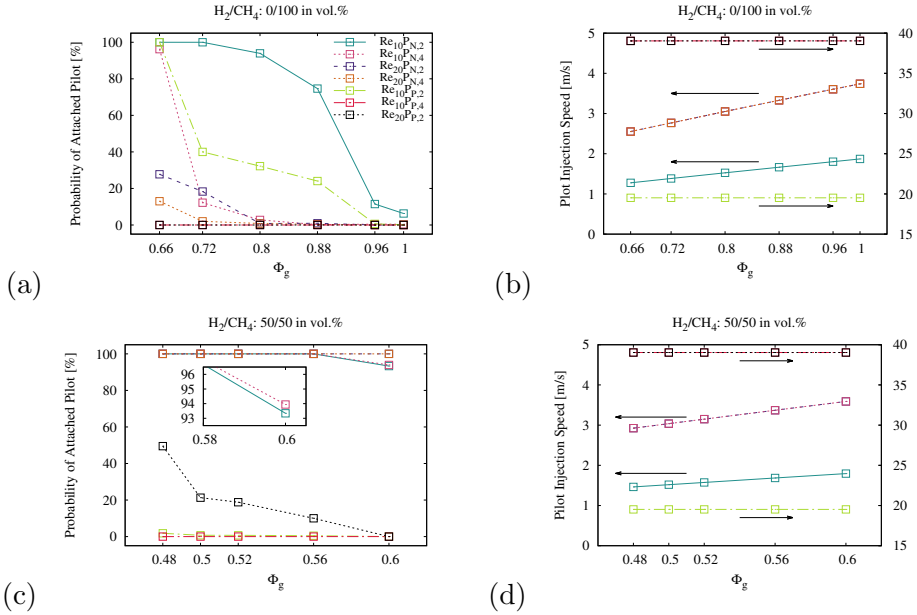 H2/CH4: 0/100 in vol.%
Probability of Attached Pilot [%]
100
80
60
40
20
0
Re10PN,2
Re10PN,4
Re20PN,2
Re20PN,4
Re10PP,2
Re10PP,4
Re20PP,2
0.66 0.72 0.8 0.88 0.96 1
Φg
(a)
H2/CH4: 0/100 in vol.%
Plot Injection Speed [m/s]
5
4
3
2
1
0
40
35
30
25
20
15
0.66 0.72 0.8 0.88 0.96 1
Φg
(b)
H2/CH4: 50/50 in vol.%
Probability of Attached Pilot [%]
100
80
60
40
20
0
96
95
94
93
0.58 0.6
0.48 0.5 0.52 0.56 0.6
Φg
(c)
H2/CH4: 50/50 in vol.%
Pilot Injection Speed [m/s]
5
4
3
2
1
0
40
35
30
25
20
15
0.48 0.5 0.52 0.56 0.6
Φg
(d)